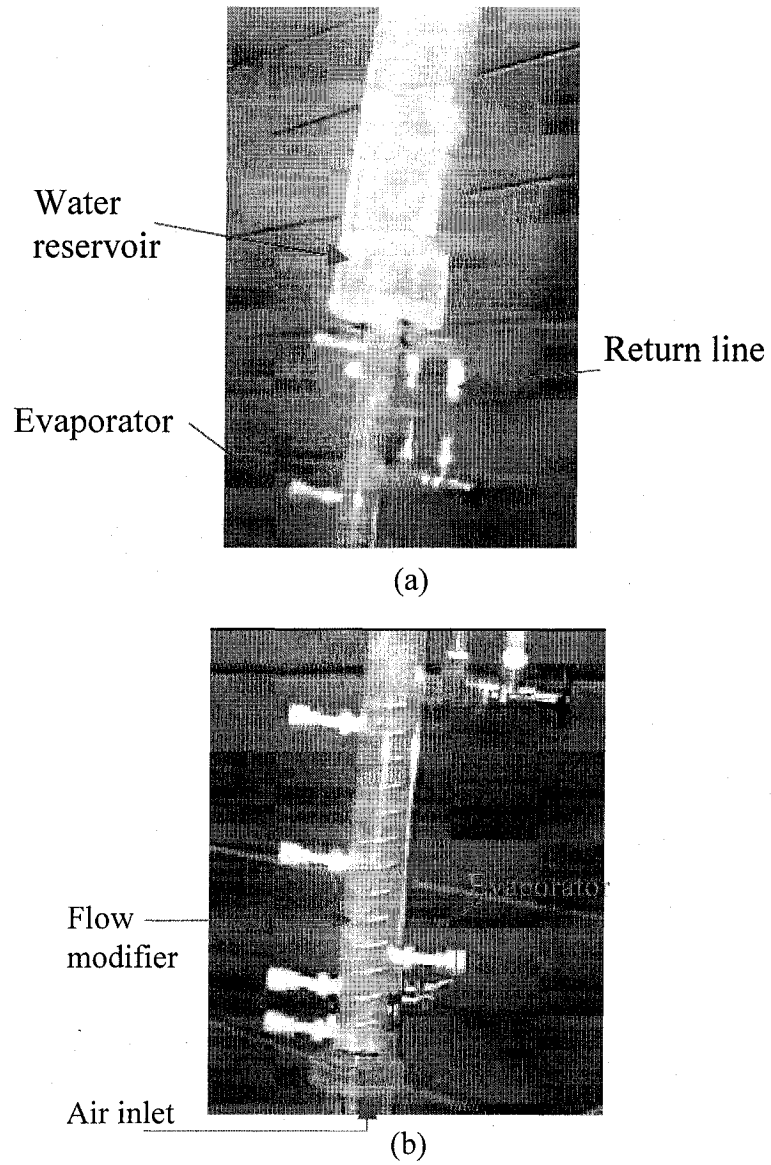 Water
reservoir
Return line
Evaporator
(a)
Evaporator
Flow
modifier
Air inlet
(b)